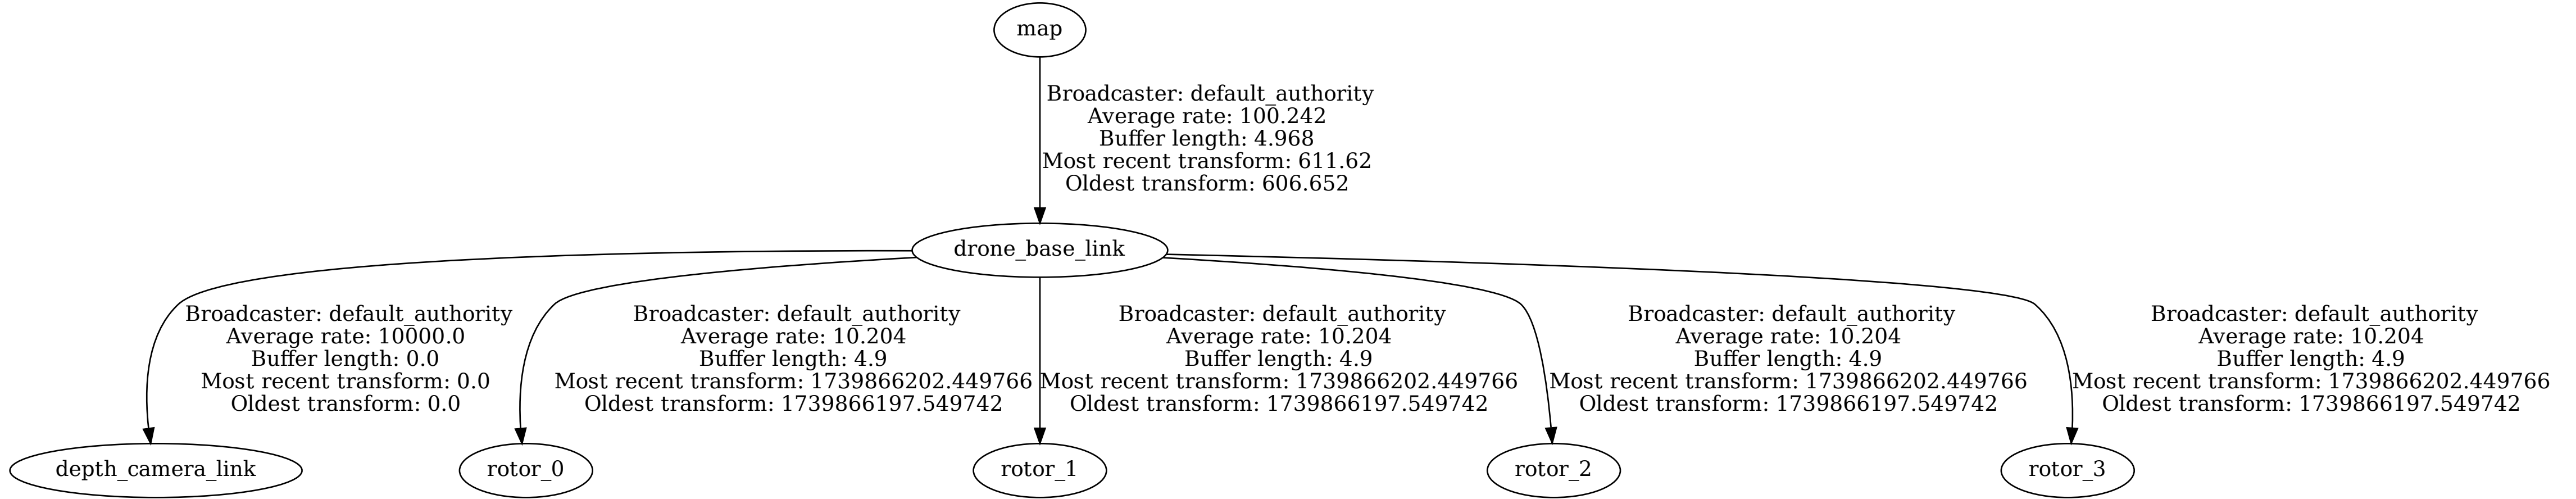 map
Broadcaster: default_authority
Average rate: 100.242
Buffer length: 4.968
Most recent transform: 611.62
Oldest transform: 606.652
drone_base_link
Broadcaster: default_authority
Average rate: 10000.0
Buffer length: 0.0
Most recent transform: 0.0
Oldest transform: 0.0
Broadcaster: default_authority
Average rate: 10.204
Buffer length: 4.9
Most recent transform: 1739866202.449766
Oldest transform: 1739866197.549742
Broadcaster: default_authority
Average rate: 10.204
Buffer length: 4.9
Most recent transform: 1739866202.449766
Oldest transform: 1739866197.549742
Broadcaster: default_authority
Average rate: 10.204
Buffer length: 4.9
Most recent transform: 1739866202.449766
Oldest transform: 1739866197.549742
Broadcaster: default_authority
Average rate: 10.204
Buffer length: 4.9
Most recent transform: 1739866202.449766
Oldest transform: 1739866197.549742
depth_camera_link
rotor_0
rotor_1
rotor_2
rotor_3